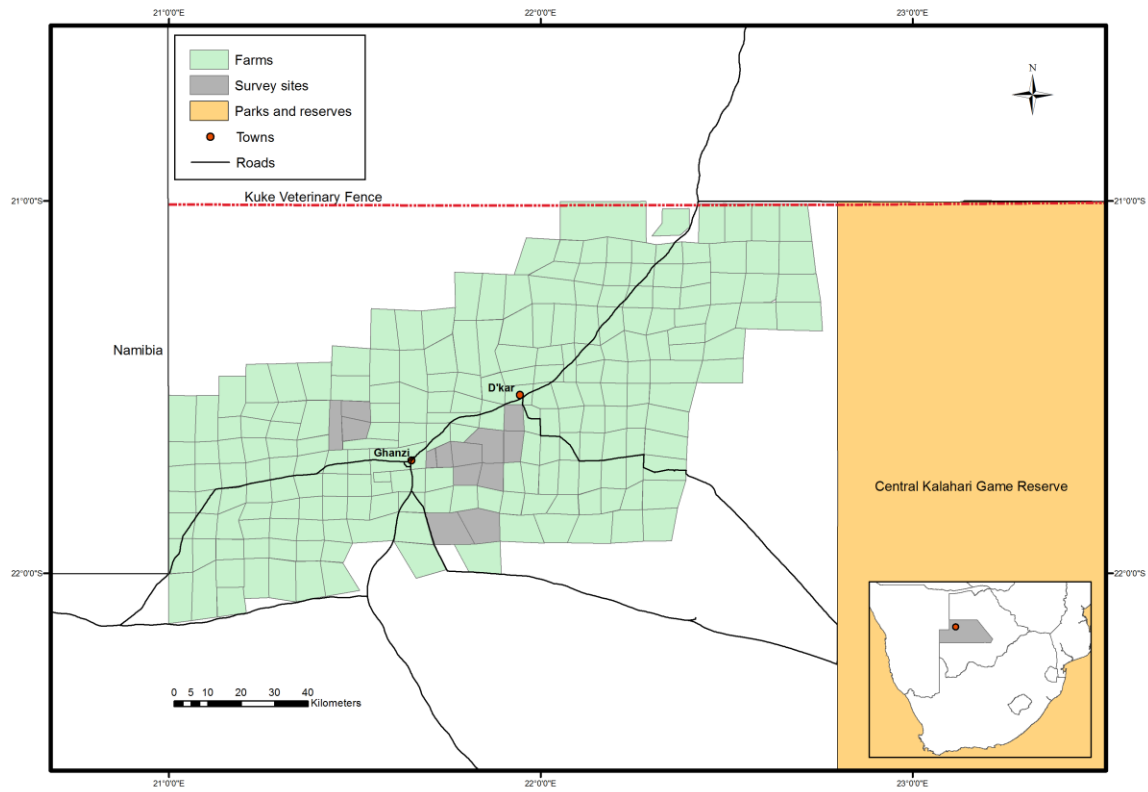 21°0'0"E
22°0'0"E
23°0'0"E
Farms
Survey sites
Parks and reserves
Towns
Roads
N
Kuke Veterinary Fence
21°0'0"S
21°0'0"S
Namibia
D'kar
Ghanzi
Central Kalahari Game Reserve
22°0'0"S
22°0'0"S
0 5 10 20 30 40
Kilometers
21°0'0"E
22°0'0"E
23°0'0"E